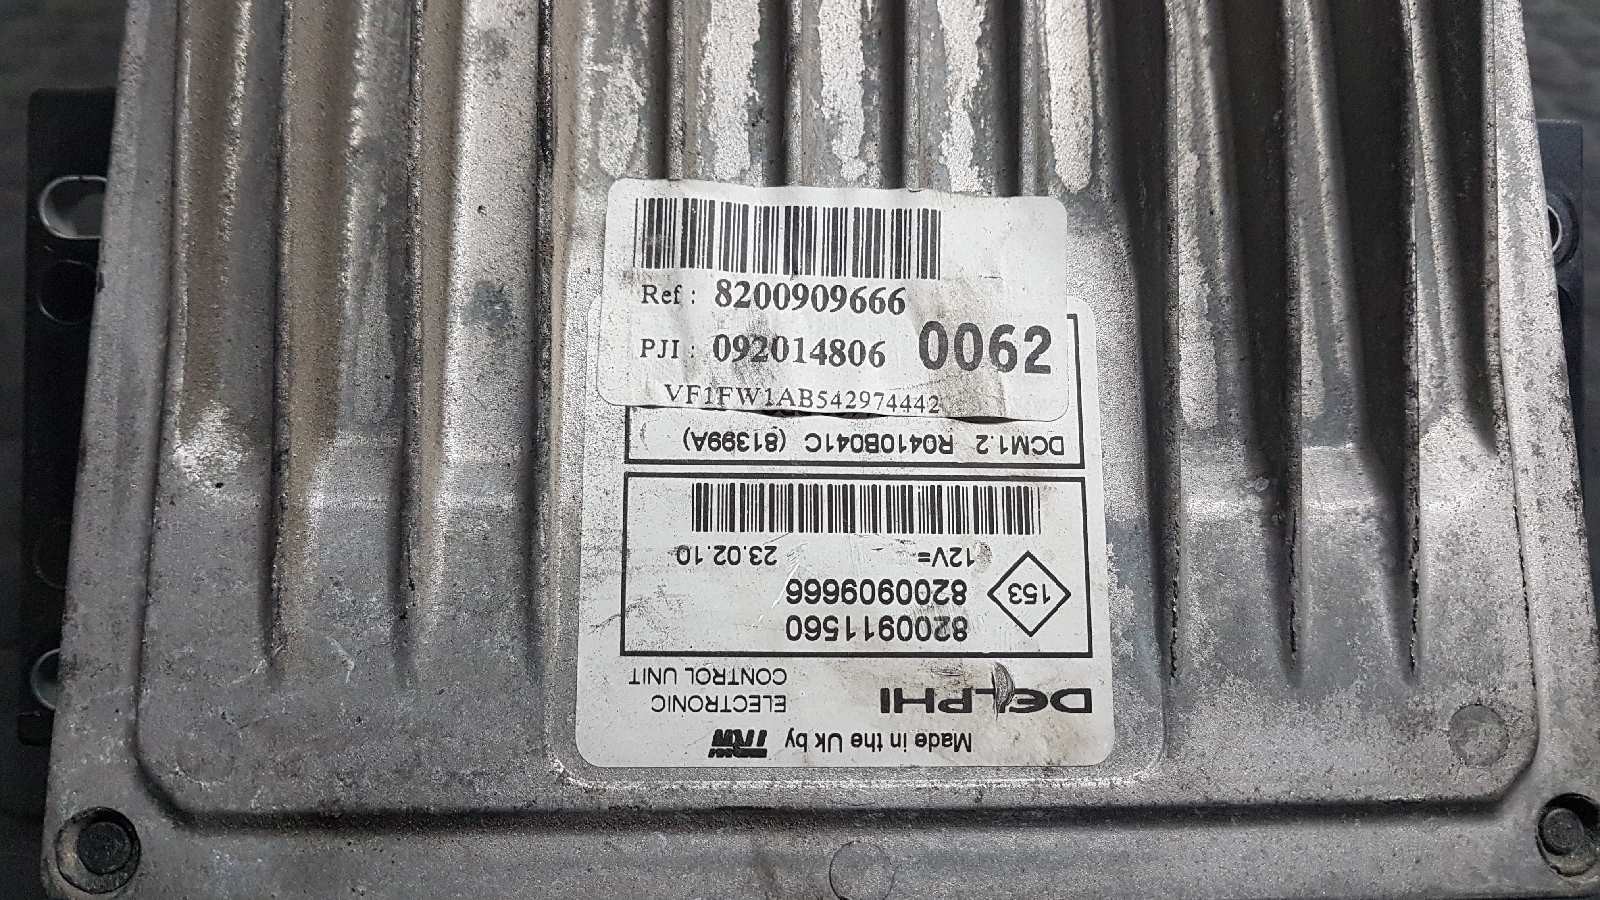 Ref : 8200909666
PJI : 092014806 0062
VF1FW1AB542974442
Made in the Uk by TRW
DELPHI ELECTRONIC CONTROL UNIT
8200911560
8200909666
153
12V= 23.02.10
DCM1.2 R0410B041C (81399A)